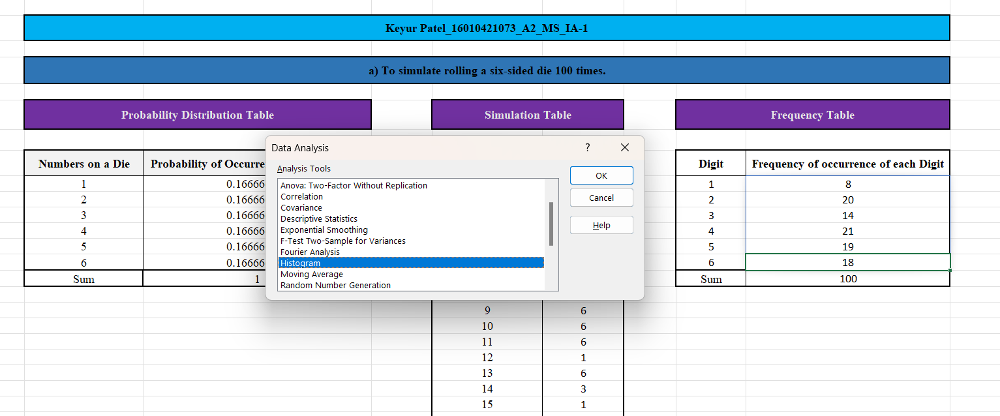 Keyur Patel_16010421073_A2_MS_IA-1
a) To simulate rolling a six-sided die 100 times.
Probability Distribution Table
Numbers on a Die Probability of Occurre
1 0.16666
2 0.16666
3 0.16666
4 0.16666
5 0.16666
6 0.16666
Sum 1
Simulation Table
Data Analysis ?
Analysis Tools
Anova: Two-Factor Without Replication
Correlation
Covariance
Descriptive Statistics
Exponential Smoothing
F-Test Two-Sample for Variances
Fourier Analysis
Histogram
Moving Average
Random Number Generation
OK
Cancel
Help
9 6
10 6
11 6
12 1
13 6
14 3
15 1
Frequency Table
Digit Frequency of occurrence of each Digit
1 8
2 20
3 14
4 21
5 19
6 18
Sum 100